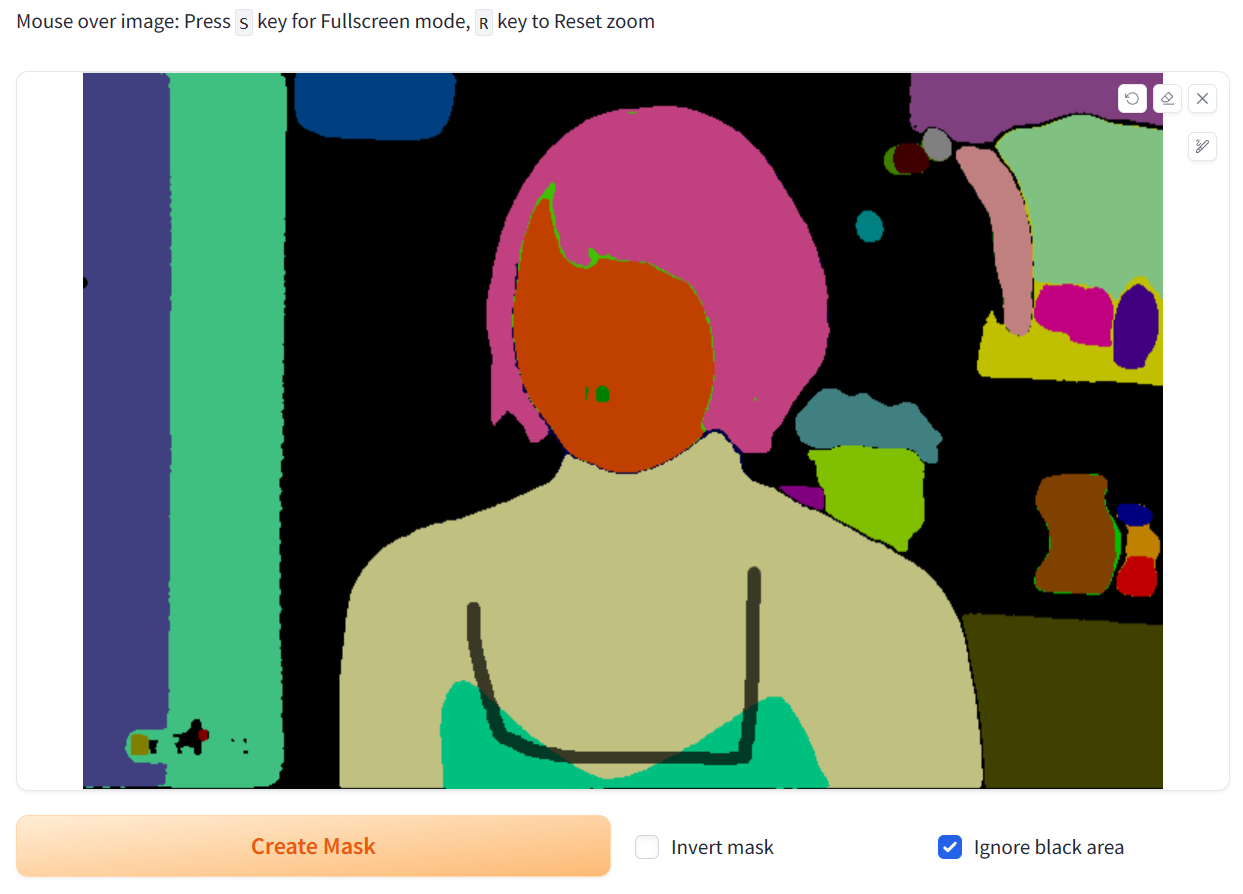 Mouse over image: Press S key for Fullscreen mode, R key to Reset zoom
Create Mask
Invert mask
Ignore black area